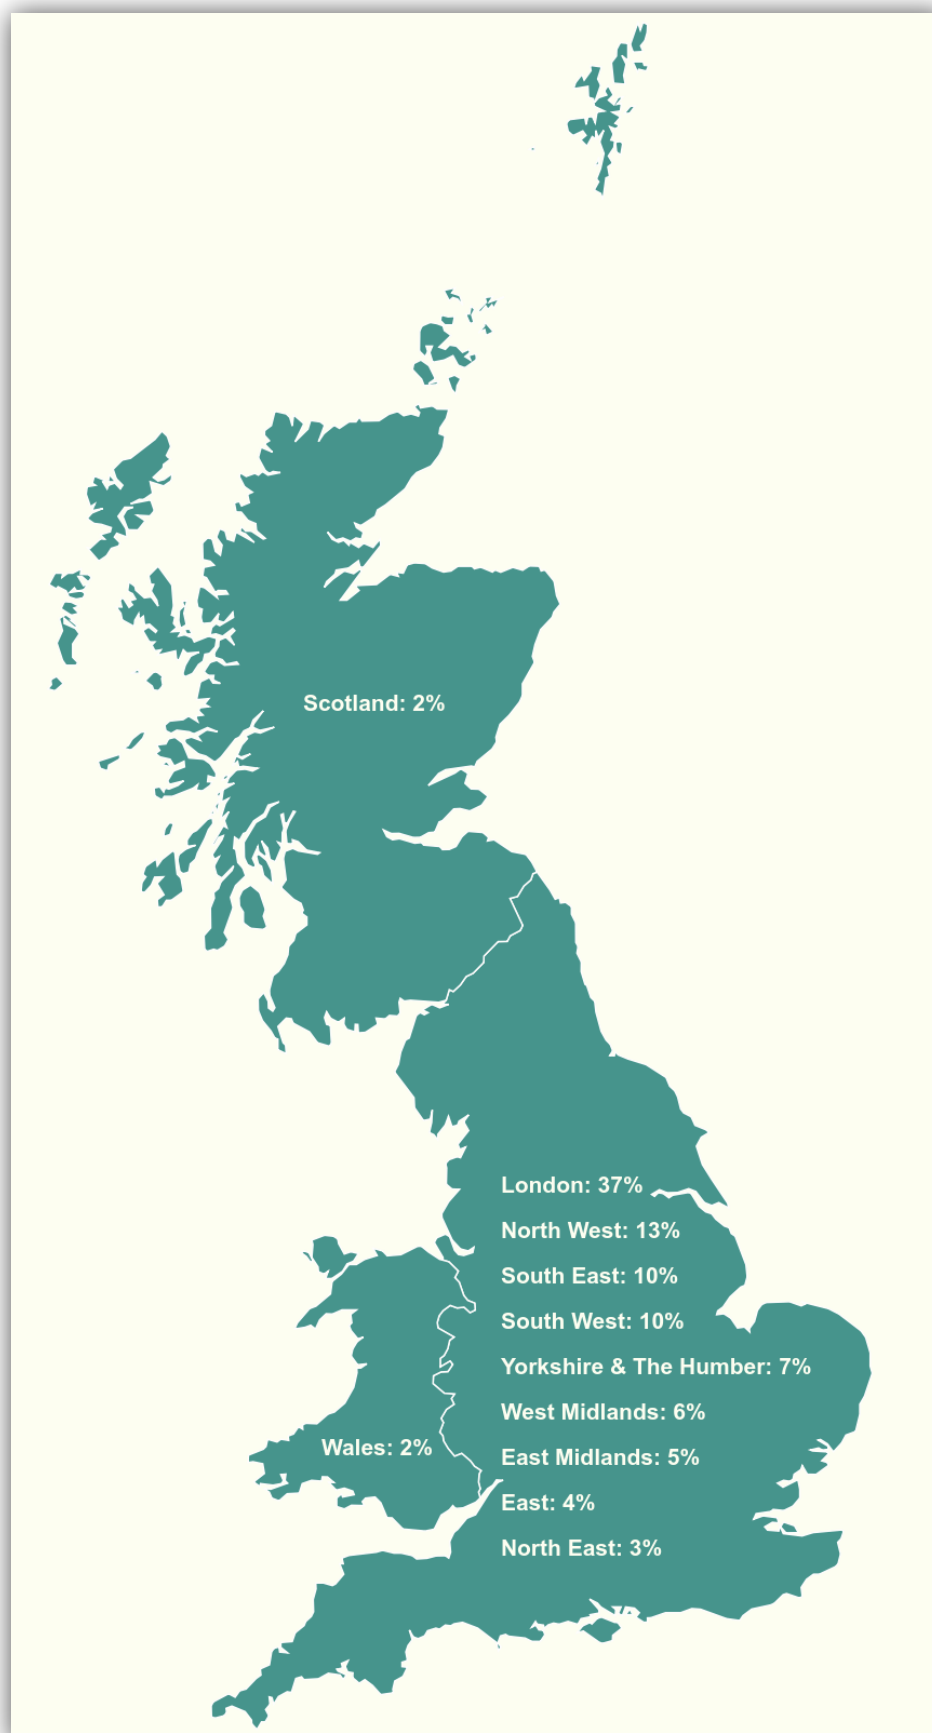 Scotland: 2%
London: 37%
North West: 13%
South East: 10%
South West: 10%
Yorkshire & The Humber: 7%
West Midlands: 6%
Wales: 2%
East Midlands: 5%
East: 4%
North East: 3%